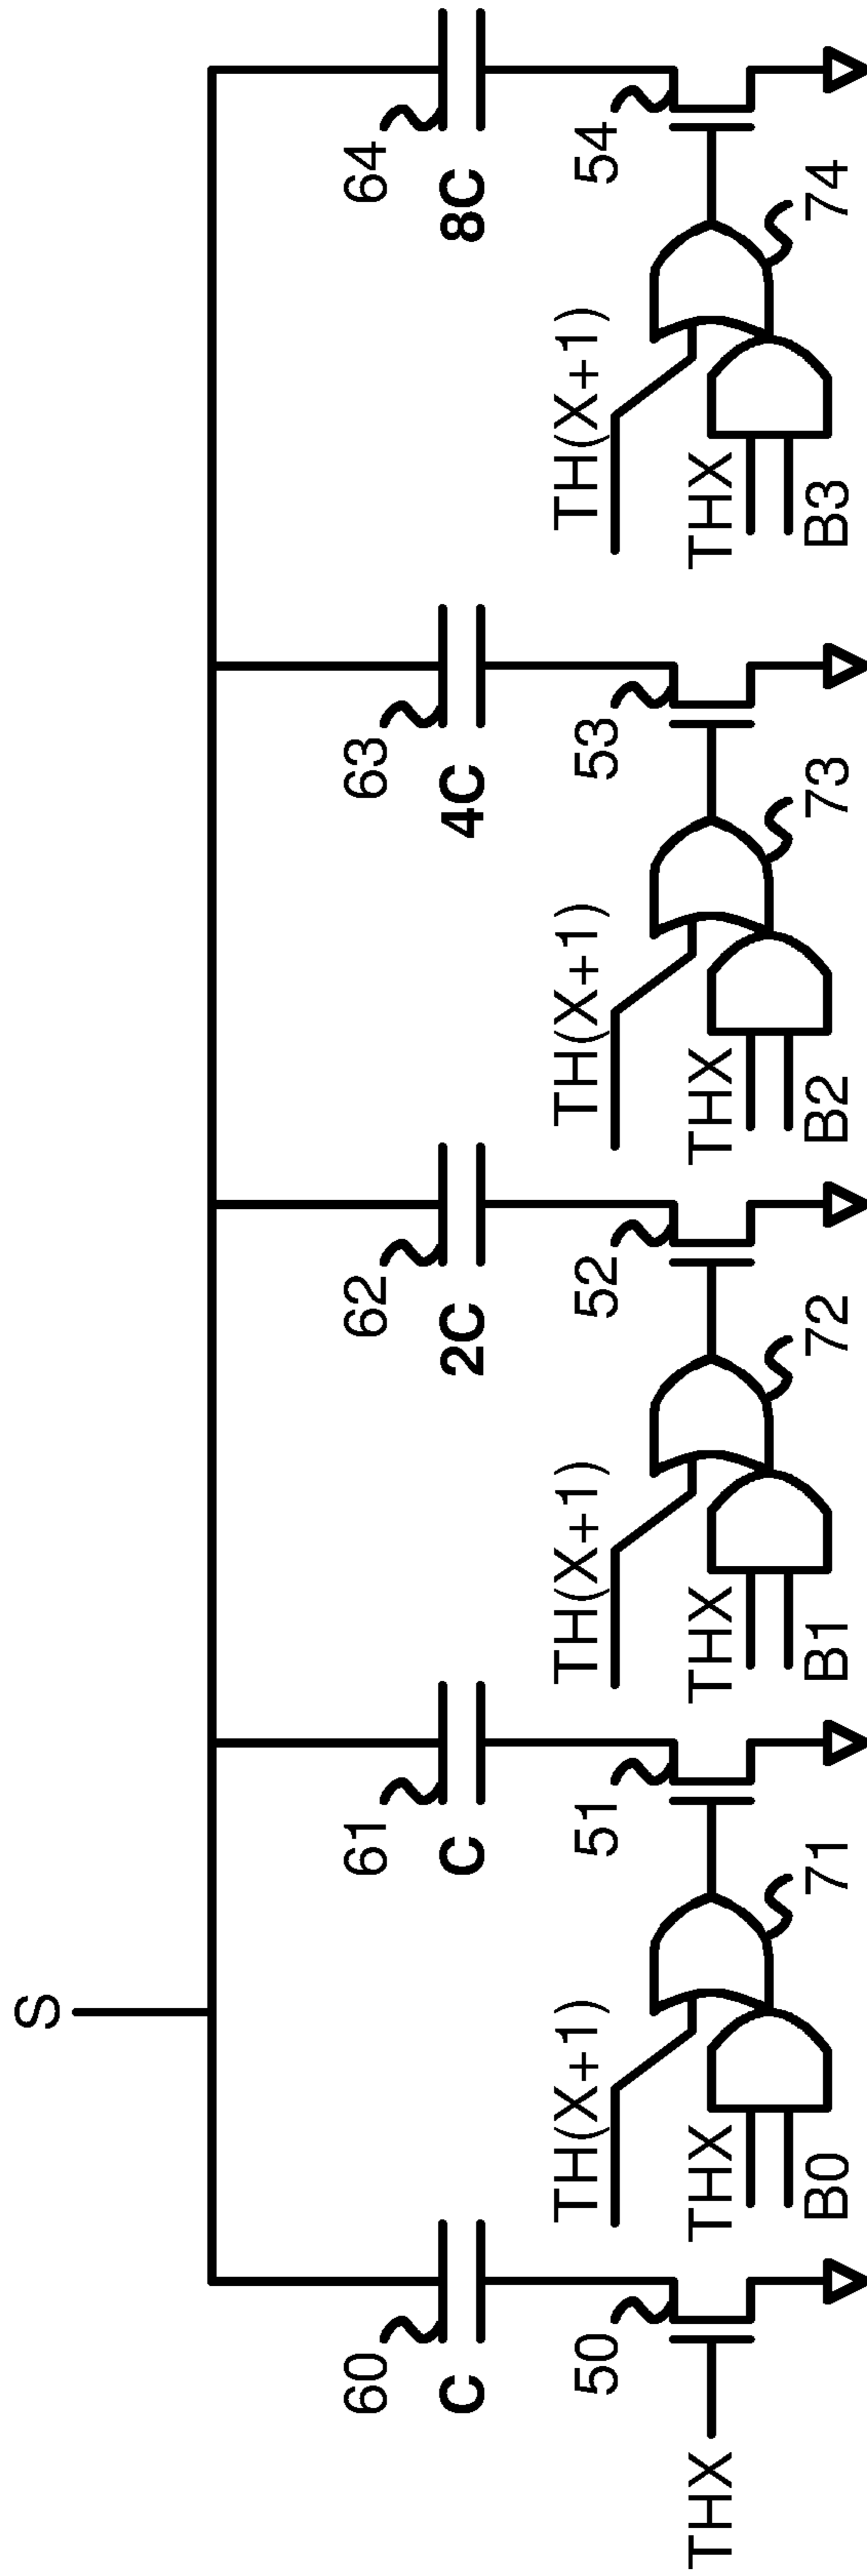 S
60
61
62
63
64
C
C
2C
4C
8C
TH(X+1)
TH(X+1)
TH(X+1)
TH(X+1)
50
51
52
53
54
THX
THX
THX
THX
THX
B0
71
B1
72
B2
73
B3
74